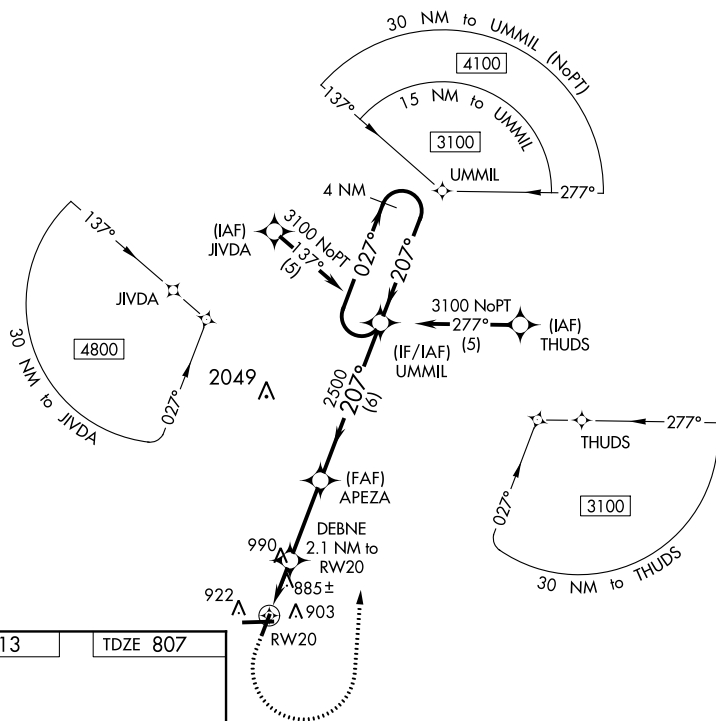 30 NM to UMMIL (NoPT)
4100
137°
15 NM to UMMIL
3100
UMMIL
277°
4 NM
137°
(IAF)
JIVDA
3100 NoPT
137°
(5)
027°
207°
JIVDA
4800
30 NM to JIVDA
027°
3100 NoPT
277°
(5)
(IAF)
THUDS
(IF/IAF)
UMMIL
2049
2500
207°
(6)
277°
THUDS
027°
3100
30 NM to THUDS
(FAF)
APEZA
DEBNE
2.1 NM to
RW20
990
885±
922
903
RW20
13
TDZE 807